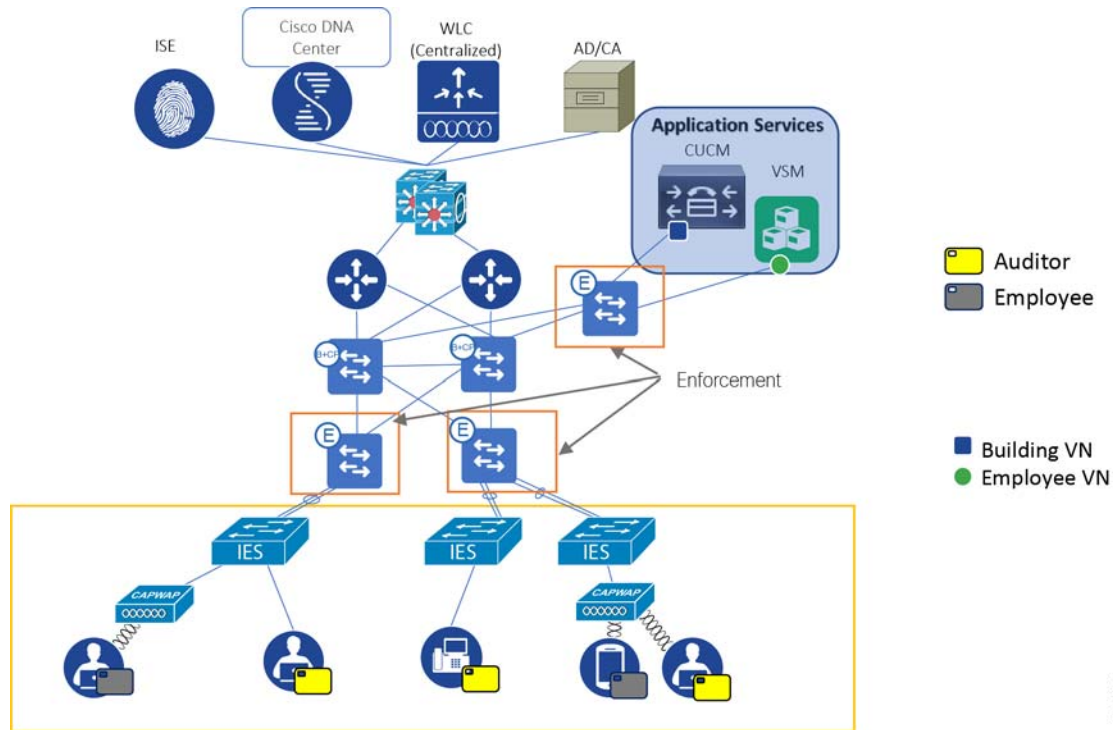 Cisco DNA
Center
WLC
(Centralized)
ISE
AD/CA
Application Services
CUCM
VSM
E
Auditor
Employee
B+CP
B+CP
Enforcement
E
E
Building VN
Employee VN
IES
IES
IES
CAPWAP
CAPWAP